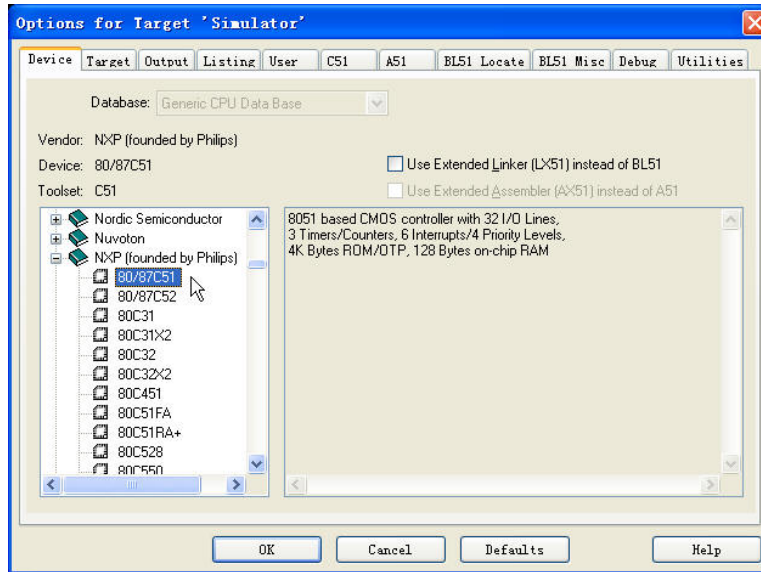 Options for Target 'Simulator'
Device Target Output Listing User C51 A51 BL51 Locate BL51 Misc Debug Utilities
Database: Generic CPU Data Base
Vendor: NXP (founded by Philips)
Device: 80/87C51
Use Extended Linker (LX51) instead of BL51
Toolset: C51
Use Extended Assembler (AX51) instead of A51
Nordic Semiconductor
Nuvoton
NXP (founded by Philips)
80/87C51
80/87C52
80C31
80C31X2
80C32
80C32X2
80C451
80C51FA
80C51RA+
80C528
80C550
8051 based CMOS controller with 32 I/O Lines,
3 Timers/Counters, 6 Interrupts/4 Priority Levels,
4K Bytes ROM/OTP, 128 Bytes on-chip RAM
OK Cancel Defaults Help